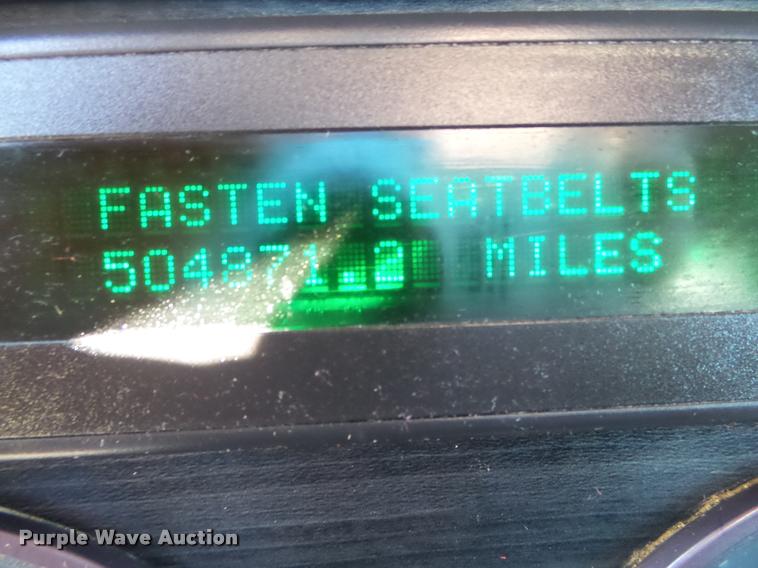 FASTEN SEATBELTS
MILES
Purple Wave Auction